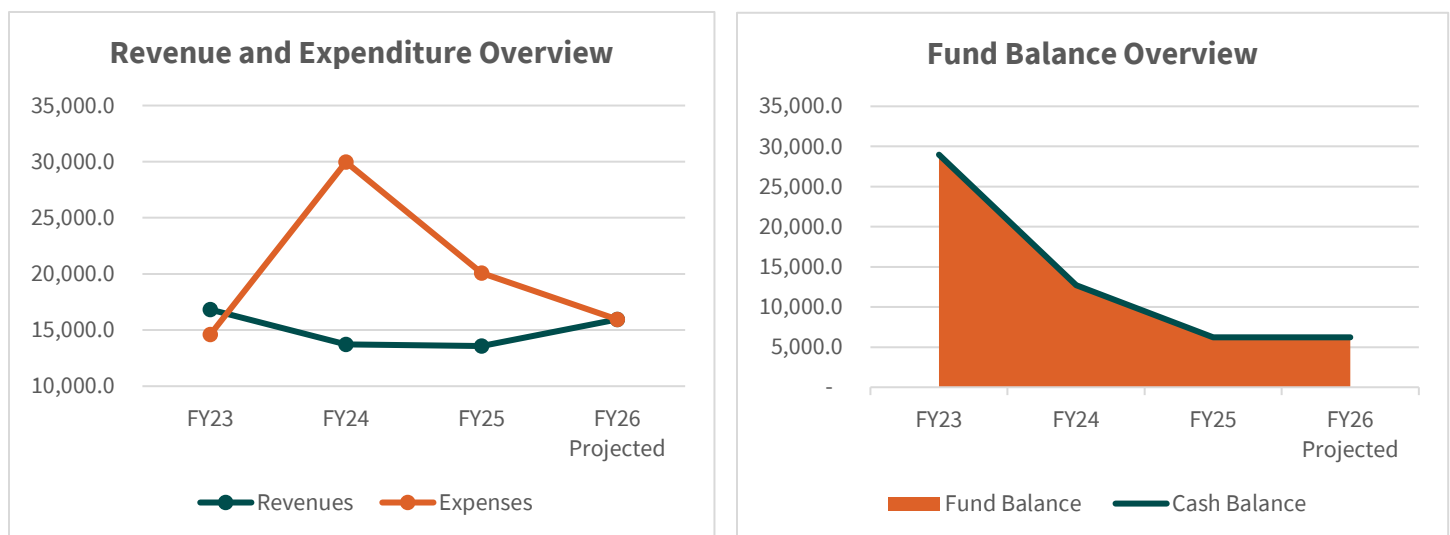 Revenue and Expenditure Overview
35,000.0
30,000.0
25,000.0
20,000.0
15,000.0
10,000.0
FY23 FY24 FY25 FY26
Projected
Revenues Expenses
Fund Balance Overview
35,000.0
30,000.0
25,000.0
20,000.0
15,000.0
10,000.0
5,000.0
-
FY23 FY24 FY25 FY26
Projected
Fund Balance Cash Balance